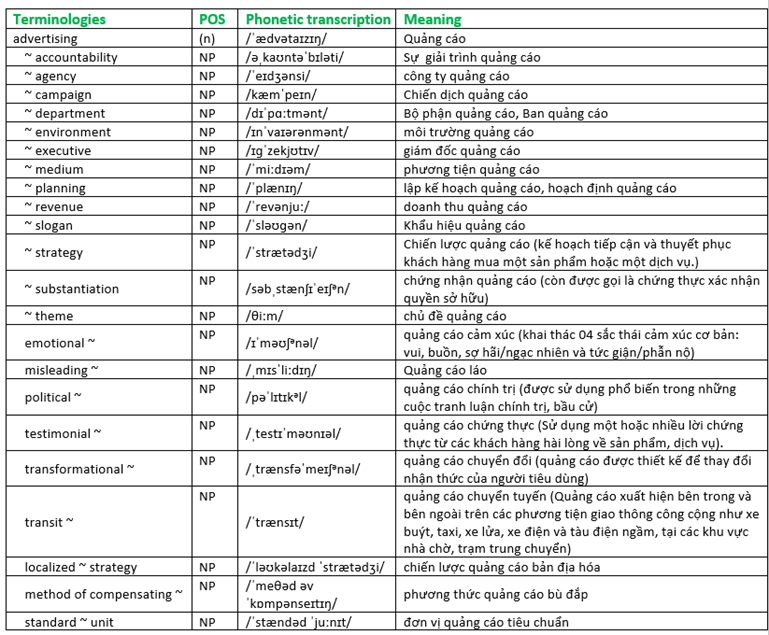 Terminologies POS Phonetic transcription Meaning
advertising (n) /ˈædvətaɪzɪŋ/ Quảng cáo
~ accountability NP /əˌkaʊntəˈbɪləti/ Sự giải trình quảng cáo
~ agency NP /ˈeɪdʒənsi/ công ty quảng cáo
~ campaign NP /kæmˈpeɪn/ Chiến dịch quảng cáo
~ department NP /dɪˈpɑːtmənt/ Bộ phận quảng cáo, Ban quảng cáo
~ environment NP /ɪnˈvaɪərənmənt/ môi trường quảng cáo
~ executive NP /ɪɡˈzekjʊtɪv/ giám đốc quảng cáo
~ medium NP /ˈmiːdɪəm/ phương tiện quảng cáo
~ planning NP /ˈplænɪŋ/ lập kế hoạch quảng cáo, hoạch định quảng cáo
~ revenue NP /ˈrevənjuː/ doanh thu quảng cáo
~ slogan NP /ˈsləʊɡən/ Khẩu hiệu quảng cáo
~ strategy NP /ˈstrætədʒi/ Chiến lược quảng cáo (kế hoạch tiếp cận và thuyết phục
khách hàng mua một sản phẩm hoặc một dịch vụ.)
~ substantiation NP /səbˌstænʃɪˈeɪʃᵊn/ chứng nhận quảng cáo (còn được gọi là chứng thực xác nhận
quyền sở hữu)
~ theme NP /θiːm/ chủ đề quảng cáo
emotional ~ NP /ɪˈməʊʃᵊnəl/ quảng cáo cảm xúc (khai thác 04 sắc thái cảm xúc cơ bản:
vui, buồn, sợ hãi/ngạc nhiên và tức giận/phẫn nộ)
misleading ~ NP /ˌmɪsˈliːdɪŋ/ Quảng cáo láo
political ~ NP /pəˈlɪtɪkᵊl/ quảng cáo chính trị (được sử dụng phổ biến trong những
cuộc tranh luận chính trị, bầu cử)
testimonial ~ NP /ˌtestɪˈməʊnɪəl/ quảng cáo chứng thực (Sử dụng một hoặc nhiều lời chứng
thực từ các khách hàng hài lòng về sản phẩm, dịch vụ).
transformational ~ NP /ˌtrænsfəˈmeɪʃᵊnəl/ quảng cáo chuyển đổi (quảng cáo được thiết kế để thay đổi
nhận thức của người tiêu dùng)
transit ~ NP /ˈtrænsɪt/ quảng cáo chuyển tuyến (Quảng cáo xuất hiện bên trong và
bên ngoài trên các phương tiện giao thông công cộng như xe
buýt, taxi, xe lửa, xe điện và tàu điện ngầm, tại các khu vực
nhà chờ, trạm trung chuyển)
localized ~ strategy NP /ˈləʊkəlaɪzd ˈstrætədʒi/ chiến lược quảng cáo bản địa hóa
method of compensating ~ NP /ˈmeθəd əv
ˈkɒmpənseɪtɪŋ/ phương thức quảng cáo bù đắp
standard ~ unit NP /ˈstændəd ˈjuːnɪt/ đơn vị quảng cáo tiêu chuẩn